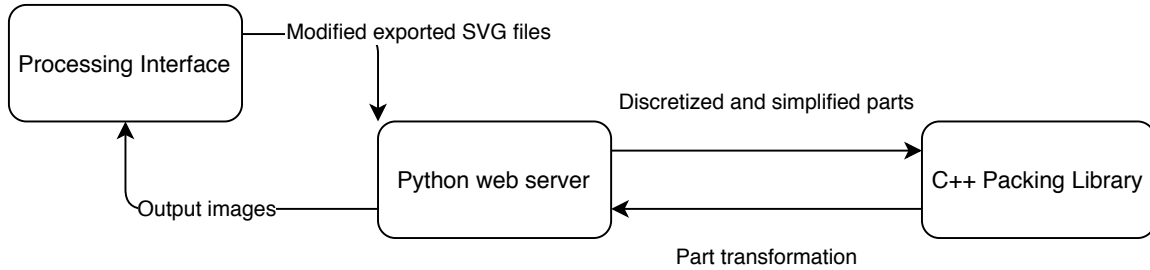 Modified exported SVG files
Processing Interface
Discretized and simplified parts
Python web server
C++ Packing Library
Output images
Part transformation